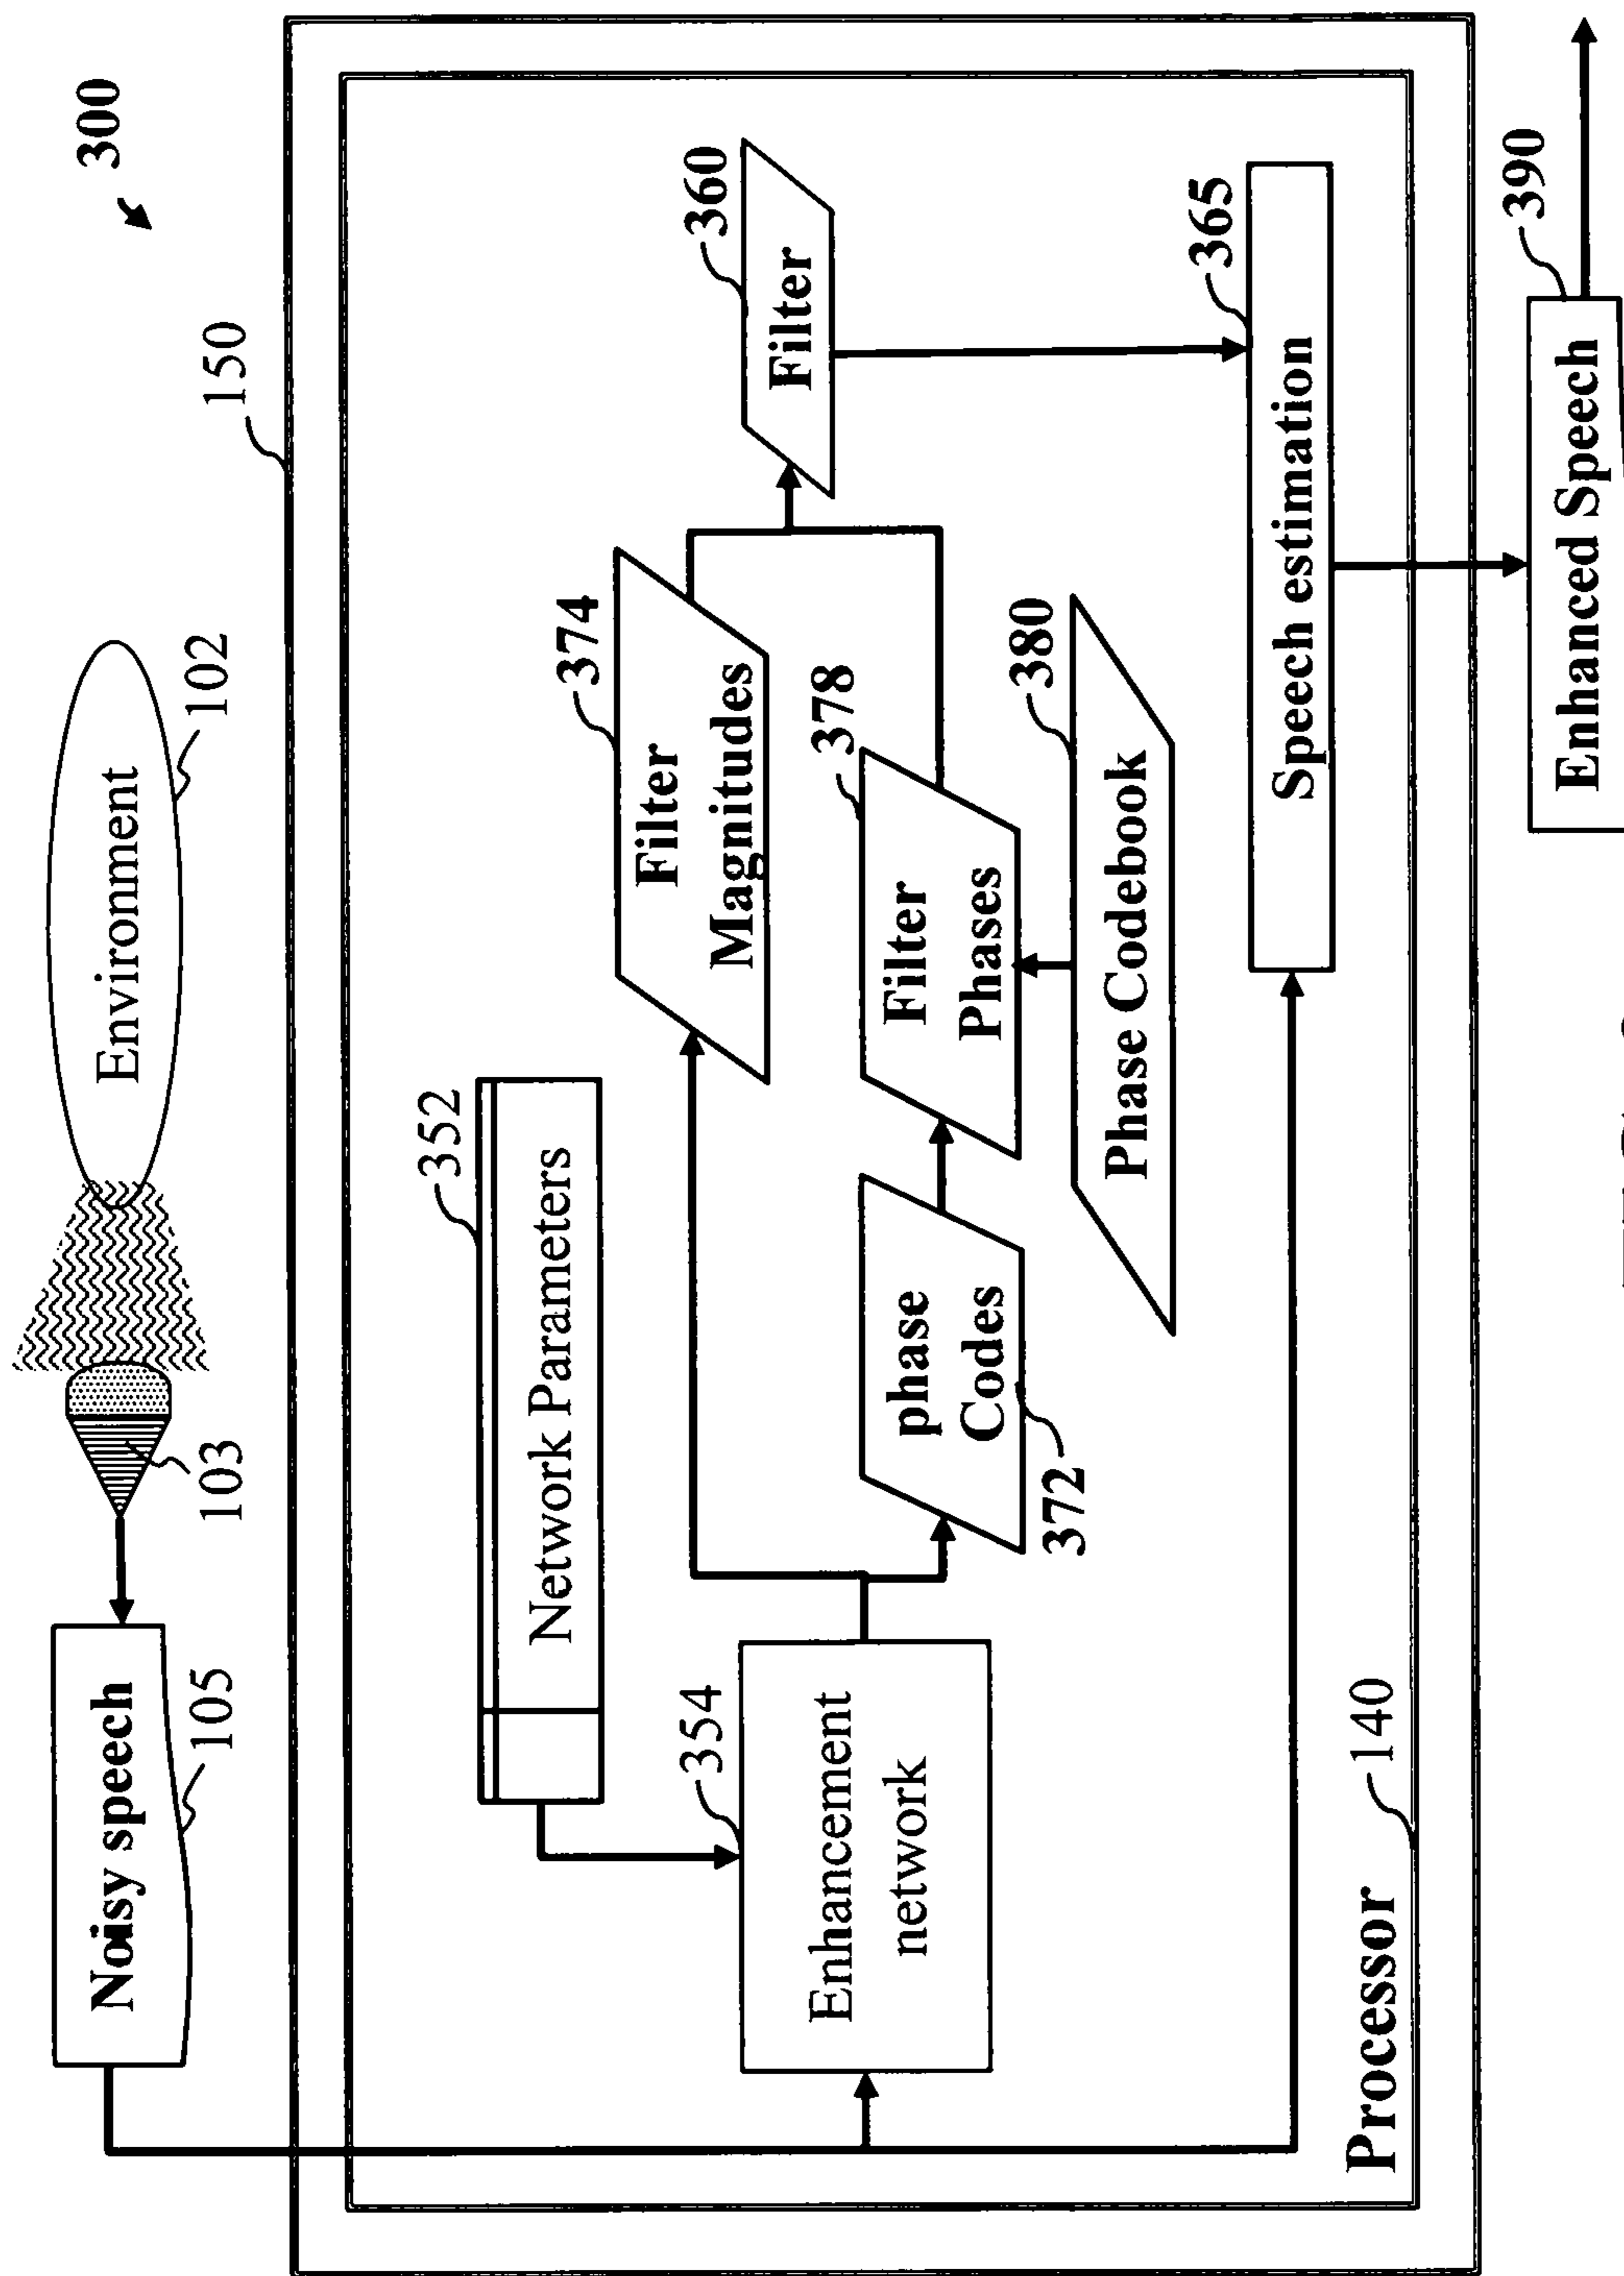 300
Environment
102
103
Noisy speech
105
150
Network Parameters
352
Enhancement
network
354
Filter
Magnitudes
374
phase
Codes
372
Filter
Phases
378
Phase Codebook
380
Filter
360
Speech estimation
365
Processor
140
Enhanced Speech
390